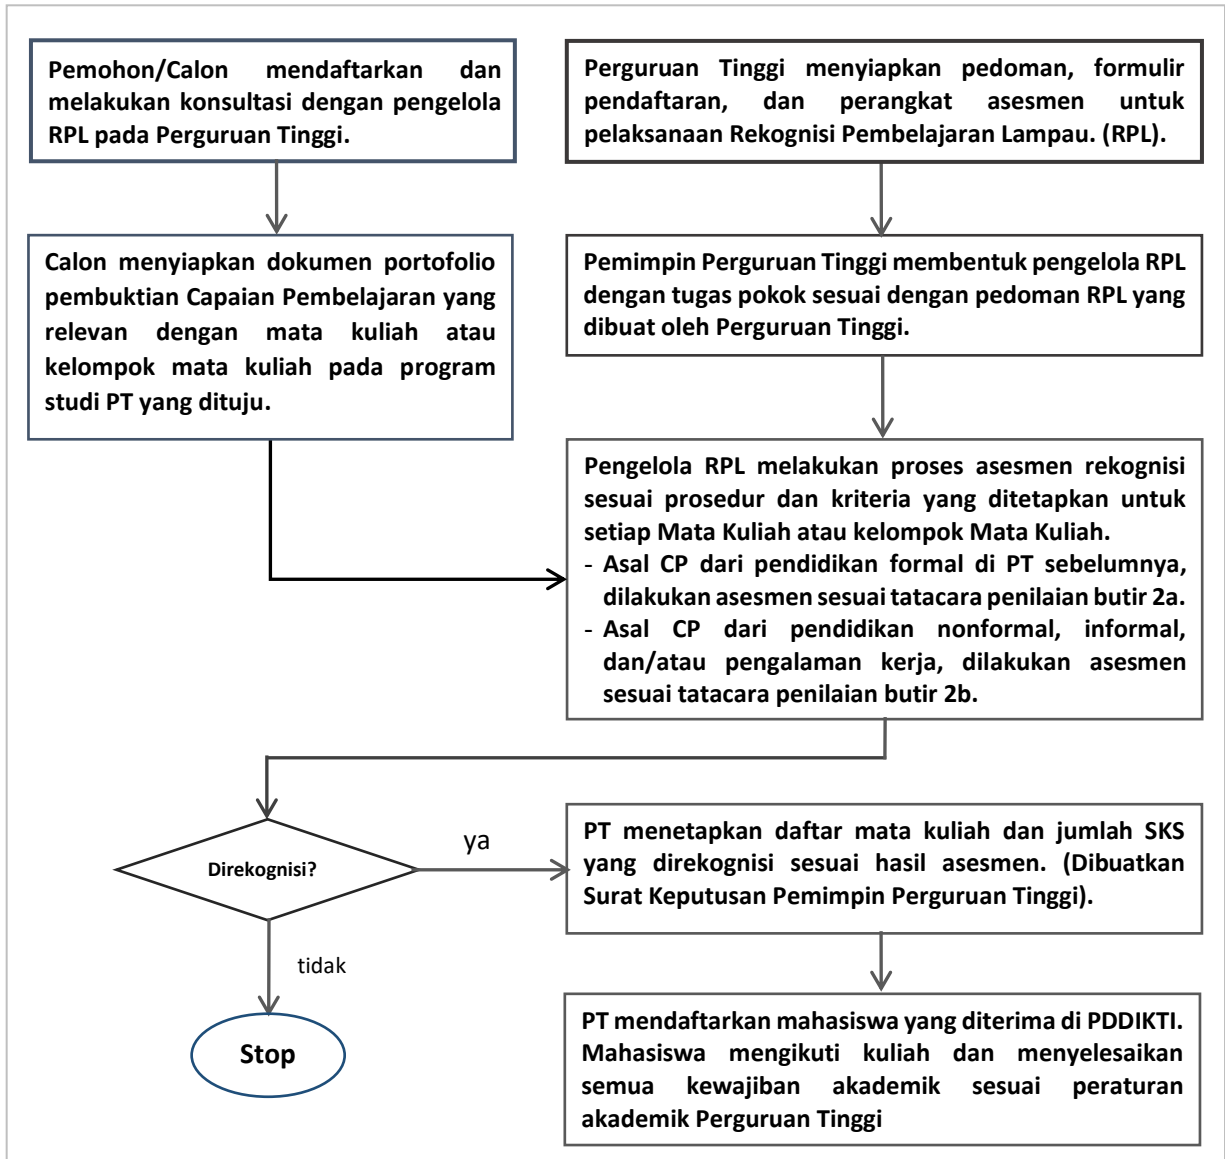 Pemohon/Calon mendaftarkan dan
melakukan konsultasi dengan pengelola
RPL pada Perguruan Tinggi.
Perguruan Tinggi menyiapkan pedoman, formulir
pendaftaran, dan perangkat asesmen untuk
pelaksanaan Rekognisi Pembelajaran Lampau. (RPL).
Calon menyiapkan dokumen portofolio
pembuktian Capaian Pembelajaran yang
relevan dengan mata kuliah atau
kelompok mata kuliah pada program
studi PT yang dituju.
Pemimpin Perguruan Tinggi membentuk pengelola RPL
dengan tugas pokok sesuai dengan pedoman RPL yang
dibuat oleh Perguruan Tinggi.
Pengelola RPL melakukan proses asesmen rekognisi
sesuai prosedur dan kriteria yang ditetapkan untuk
setiap Mata Kuliah atau kelompok Mata Kuliah.
- Asal CP dari pendidikan formal di PT sebelumnya,
dilakukan asesmen sesuai tatacara penilaian butir 2a.
- Asal CP dari pendidikan nonformal, informal,
dan/atau pengalaman kerja, dilakukan asesmen
sesuai tatacara penilaian butir 2b.
Direkognisi?
ya
PT menetapkan daftar mata kuliah dan jumlah SKS
yang direkognisi sesuai hasil asesmen. (Dibuatkan
Surat Keputusan Pemimpin Perguruan Tinggi).
tidak
Stop
PT mendaftarkan mahasiswa yang diterima di PDDIKTI.
Mahasiswa mengikuti kuliah dan menyelesaikan
semua kewajiban akademik sesuai peraturan
akademik Perguruan Tinggi